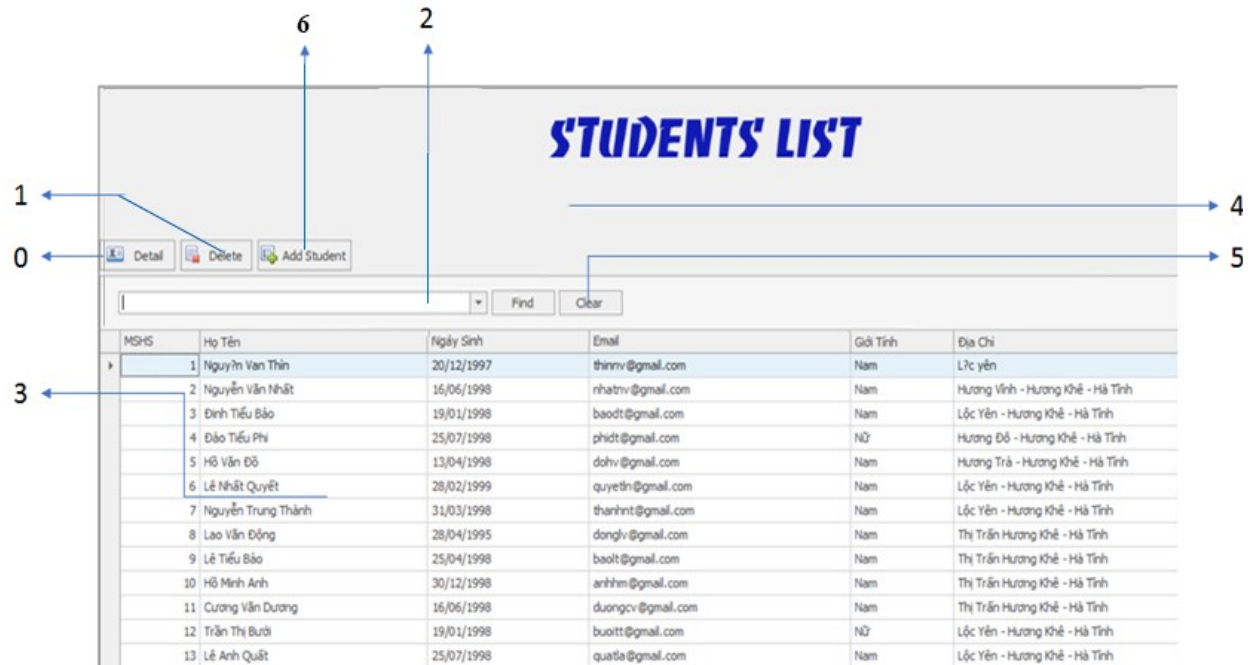 6 2
STUDENTS LIST
1
4
0 Detail Delete Add Student
5
Find Clear
MSHS Họ Tên Ngày Sinh Email Giới Tính Địa Chỉ
1 Nguy?n Van Thìn 20/12/1997 thinnv@gmail.com Nam L?c yên
2 Nguyễn Văn Nhất 16/06/1998 nhatnv@gmail.com Nam Hương Vĩnh - Hương Khê - Hà Tĩnh
3
3 Đinh Tiểu Bảo 19/01/1998 baodt@gmail.com Nam Lộc Yên - Hương Khê - Hà Tĩnh
4 Đào Tiểu Phi 25/07/1998 phidt@gmail.com Nữ Hương Đô - Hương Khê - Hà Tĩnh
5 Hồ Văn Đồ 13/04/1998 dohv@gmail.com Nam Hương Trà - Hương Khê - Hà Tĩnh
6 Lê Nhất Quyết 28/02/1999 quyetln@gmail.com Nam Lộc Yên - Hương Khê - Hà Tĩnh
7 Nguyễn Trung Thành 31/03/1998 thanhnt@gmail.com Nam Lộc Yên - Hương Khê - Hà Tĩnh
8 Lao Văn Động 28/04/1995 donglv@gmail.com Nam Thị Trấn Hương Khê - Hà Tĩnh
9 Lê Tiểu Bảo 25/04/1998 baolt@gmail.com Nam Thị Trấn Hương Khê - Hà Tĩnh
10 Hồ Minh Anh 30/12/1998 anhhm@gmail.com Nam Thị Trấn Hương Khê - Hà Tĩnh
11 Cương Văn Dương 16/06/1998 duongcv@gmail.com Nam Thị Trấn Hương Khê - Hà Tĩnh
12 Trần Thị Bưởi 19/01/1998 buoitt@gmail.com Nữ Lộc Yên - Hương Khê - Hà Tĩnh
13 Lê Anh Quất 25/07/1998 quatla@gmail.com Nam Lộc Yên - Hương Khê - Hà Tĩnh